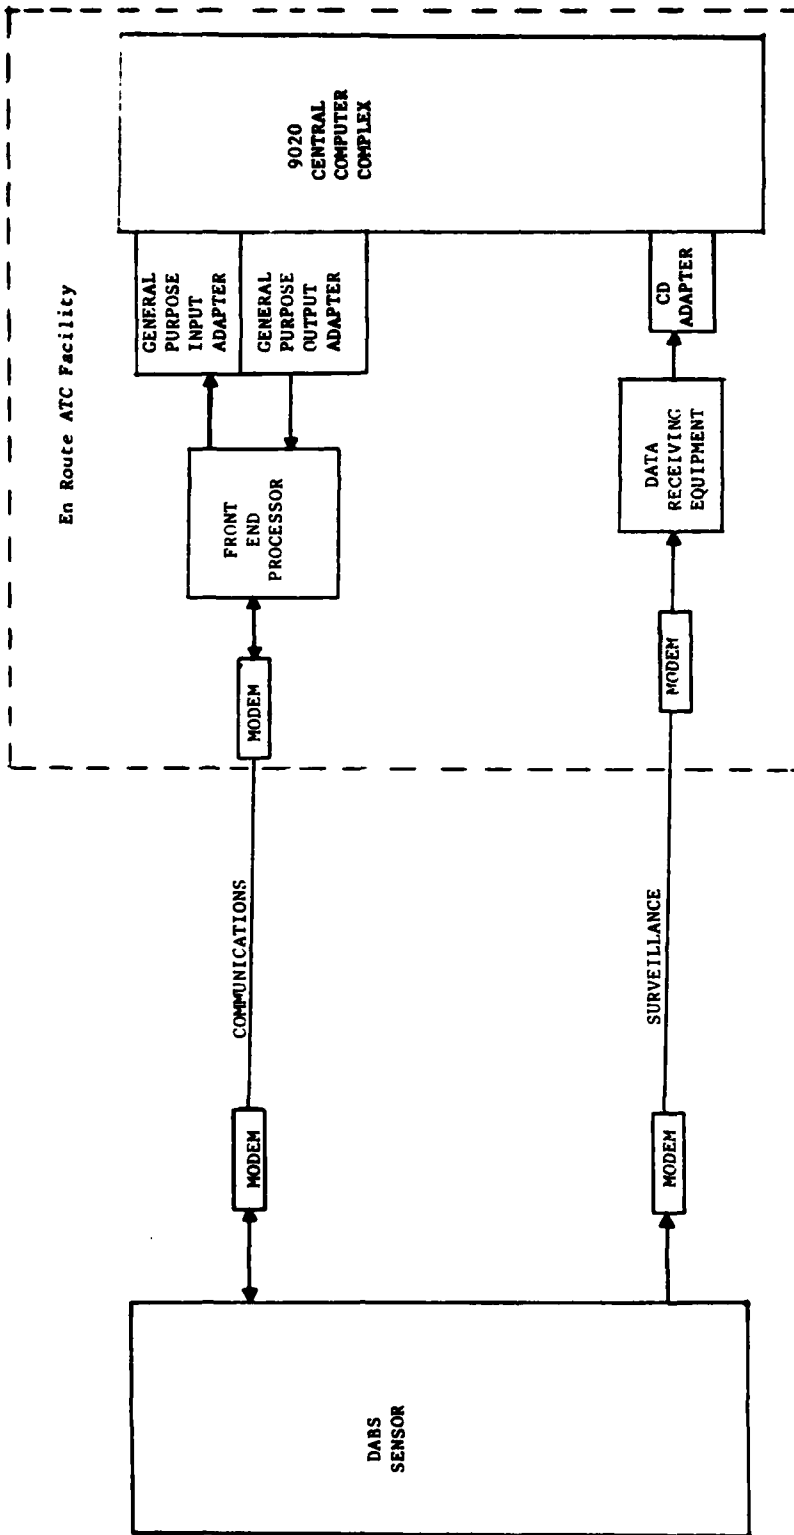 En Route ATC Facility
DABS
SENSOR
MODEM
COMMUNICATIONS
MODEM
FRONT
END
PROCESSOR
GENERAL
PURPOSE
INPUT
ADAPTER
GENERAL
PURPOSE
OUTPUT
ADAPTER
9020
CENTRAL
COMPUTER
COMPLEX
MODEM
SURVEILLANCE
MODEM
DATA
RECEIVING
EQUIPMENT
CD
ADAPTER